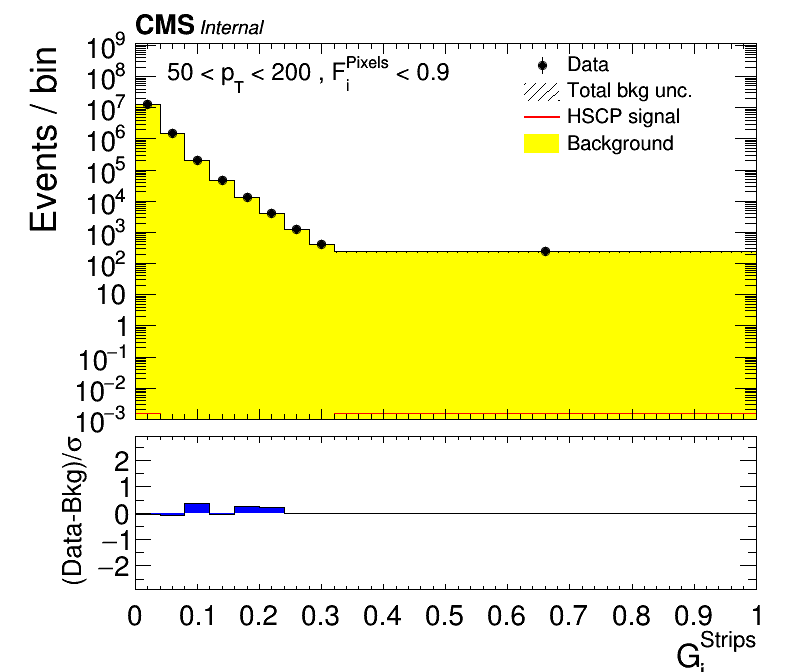 CMS Internal
50 < p_T < 200 , F_i^Pixels < 0.9
Data
Total bkg unc.
HSCP signal
Background
Events / bin
10^9
10^8
10^7
10^6
10^5
10^4
10^3
10^2
10
1
10^−1
10^−2
10^−3
(Data-Bkg)/σ
2
1
0
−1
−2
0 0.1 0.2 0.3 0.4 0.5 0.6 0.7 0.8 0.9 1
G_i^Strips